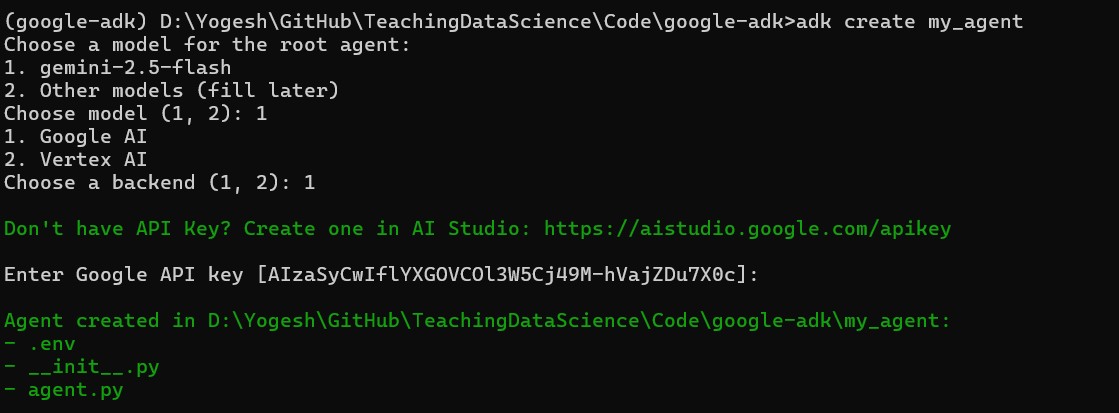 (google-adk) D:\Yogesh\GitHub\TeachingDataScience\Code\google-adk>adk create my_agent
Choose a model for the root agent:
1. gemini-2.5-flash
2. Other models (fill later)
Choose model (1, 2): 1
1. Google AI
2. Vertex AI
Choose a backend (1, 2): 1
Don't have API Key? Create one in AI Studio: https://aistudio.google.com/apikey
Enter Google API key [AIzaSyCwIflYXGOVCOl3W5Cj49M-hVajZDu7X0c]:
Agent created in D:\Yogesh\GitHub\TeachingDataScience\Code\google-adk\my_agent:
- .env
- __init__.py
- agent.py